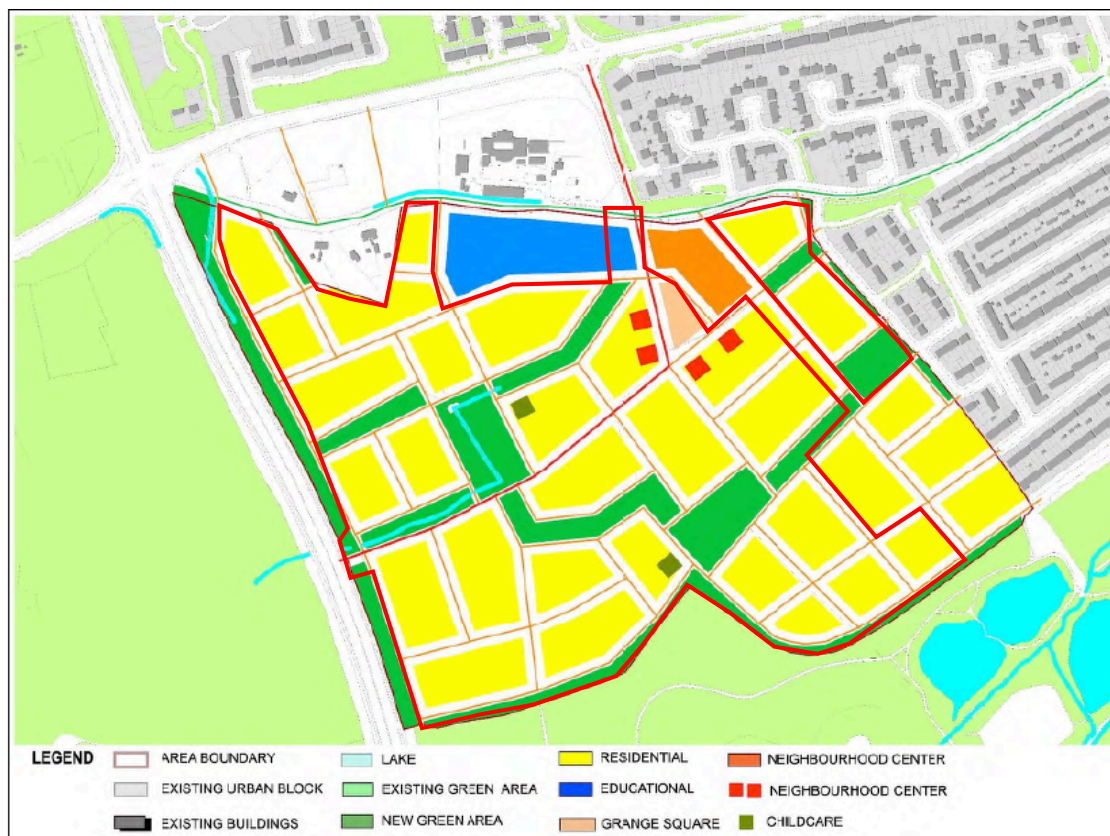 LEGEND
AREA BOUNDARY
LAKE
RESIDENTIAL
NEIGHBOURHOOD CENTER
EXISTING URBAN BLOCK
EXISTING GREEN AREA
EDUCATIONAL
NEIGHBOURHOOD CENTER
EXISTING BUILDINGS
NEW GREEN AREA
GRANGE SQUARE
CHILDCARE